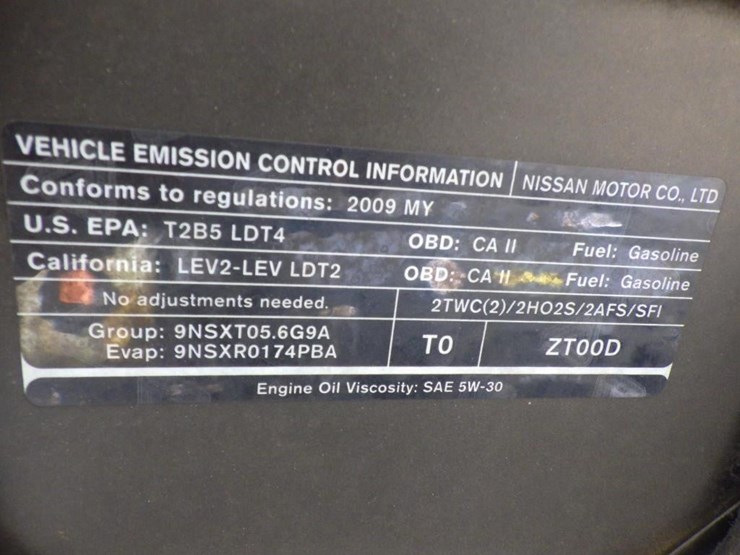 VEHICLE EMISSION CONTROL INFORMATION NISSAN MOTOR CO., LTD
Conforms to regulations: 2009 MY
U.S. EPA: T2B5 LDT4 OBD: CA II Fuel: Gasoline
California: LEV2-LEV LDT2 OBD: CA II Fuel: Gasoline
No adjustments needed. 2TWC(2)/2HO2S/2AFS/SFI
Group: 9NSXT05.6G9A
Evap: 9NSXR0174PBA
T0 ZT00D
Engine Oil Viscosity: SAE 5W-30